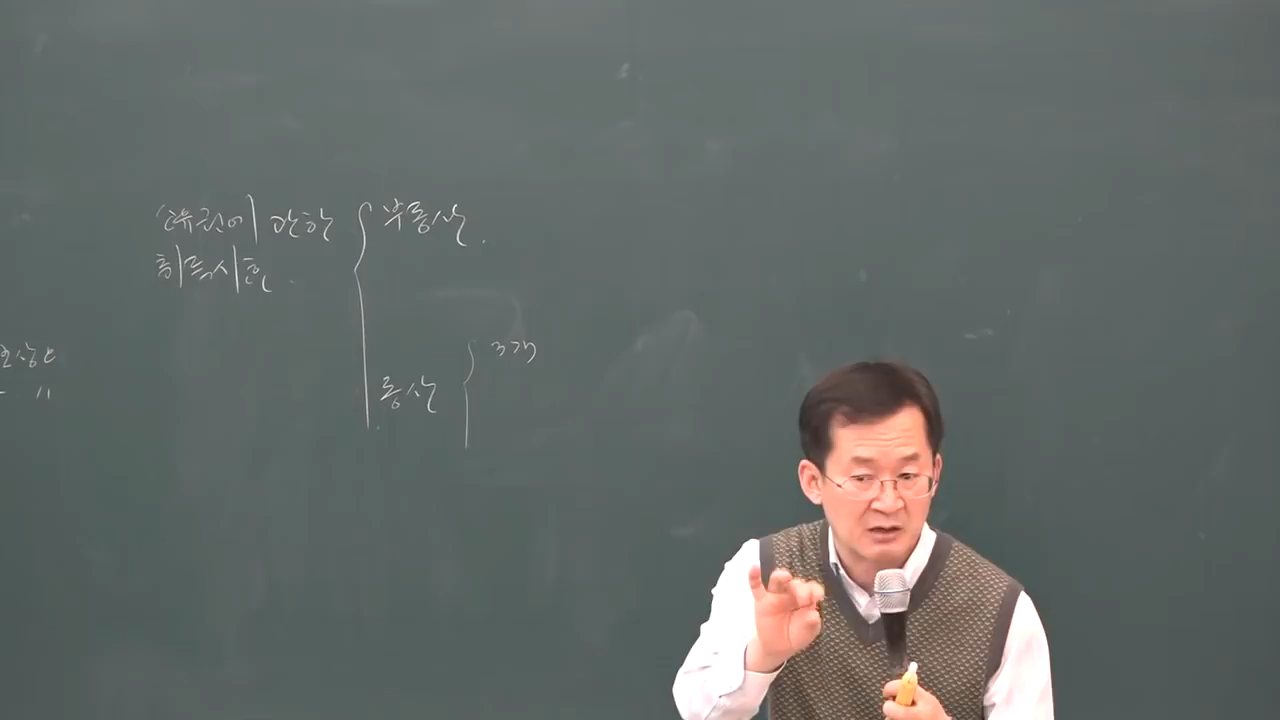 소유권에 관한
취득시효.
부동산.
동산
3개
〃